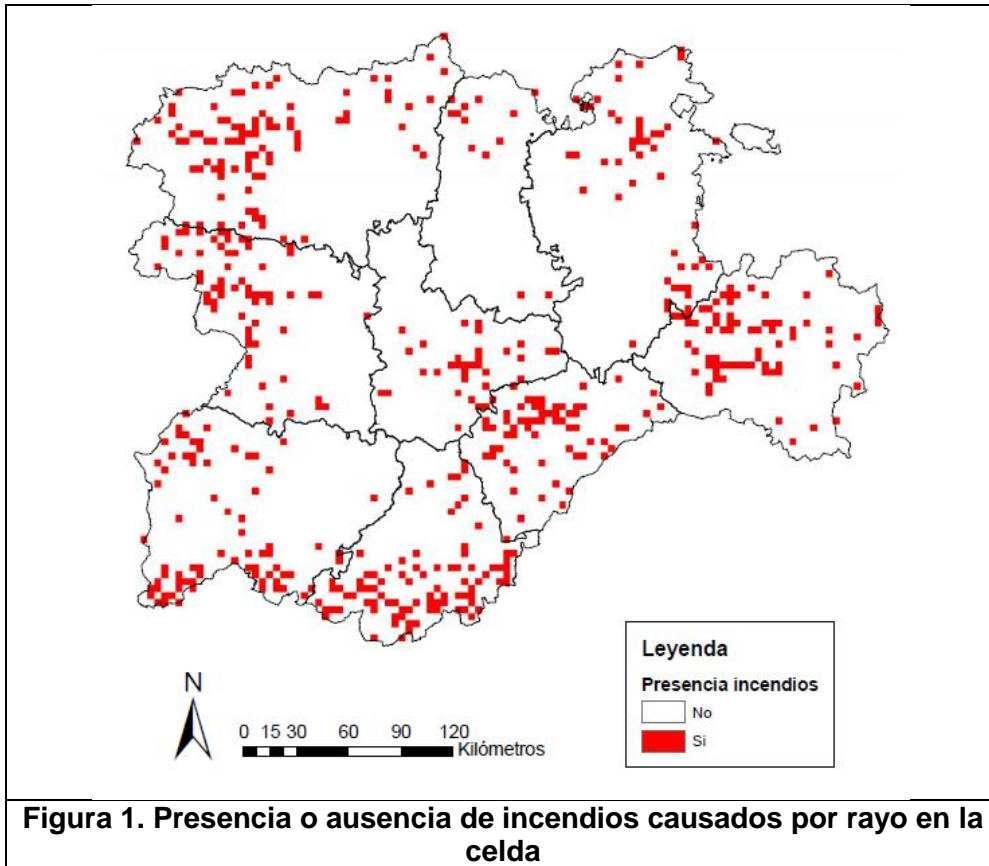 N
0 15 30 60 90 120
Kilómetros
Leyenda
Presencia incendios
No
Si
Figura 1. Presencia o ausencia de incendios causados por rayo en la
celda